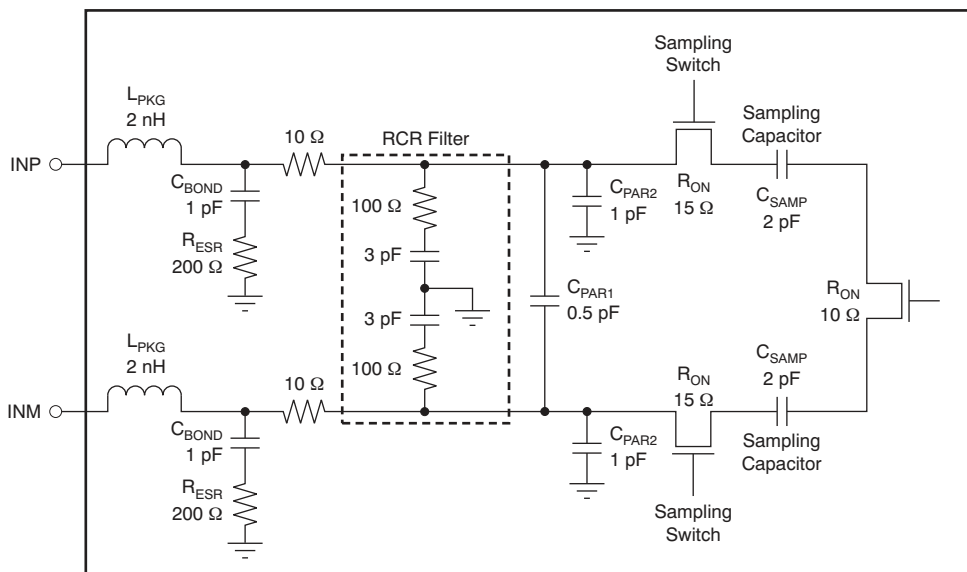 Sampling
Switch
L_PKG
2 nH
Sampling
Capacitor
10 Ω
RCR Filter
INP
C_BOND
1 pF
C_PAR2
1 pF
R_ON
15 Ω
C_SAMP
2 pF
100 Ω
R_ESR
200 Ω
3 pF
C_PAR1
0.5 pF
R_ON
10 Ω
3 pF
L_PKG
2 nH
C_SAMP
2 pF
100 Ω
R_ON
15 Ω
10 Ω
INM
C_BOND
1 pF
C_PAR2
1 pF
Sampling
Capacitor
R_ESR
200 Ω
Sampling
Switch